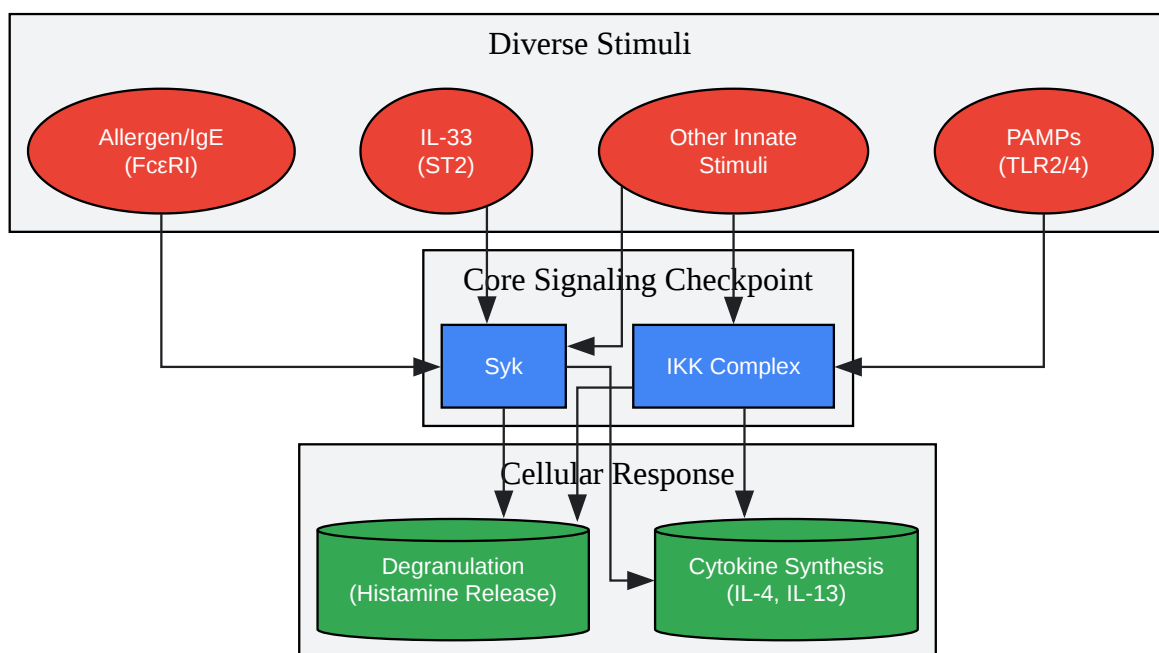 Diverse Stimuli
Allergen/IgE
(FcεRI)
IL-33
(ST2)
Other Innate
Stimuli
PAMPs
(TLR2/4)
Core Signaling Checkpoint
Syk
IKK Complex
Cellular Response
Degranulation
(Histamine Release)
Cytokine Synthesis
(IL-4, IL-13)